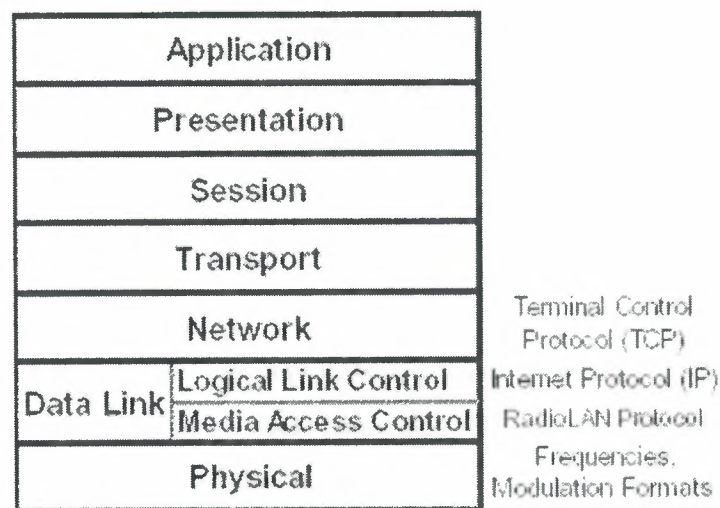 Application
Presentation
Session
Transport
Network
Terminal Control
Protocol (TCP)
Data Link
Logical Link Control
Internet Protocol (IP)
Media Access Control
RadioLAN Protocol
Physical
Frequencies,
Modulation Formats